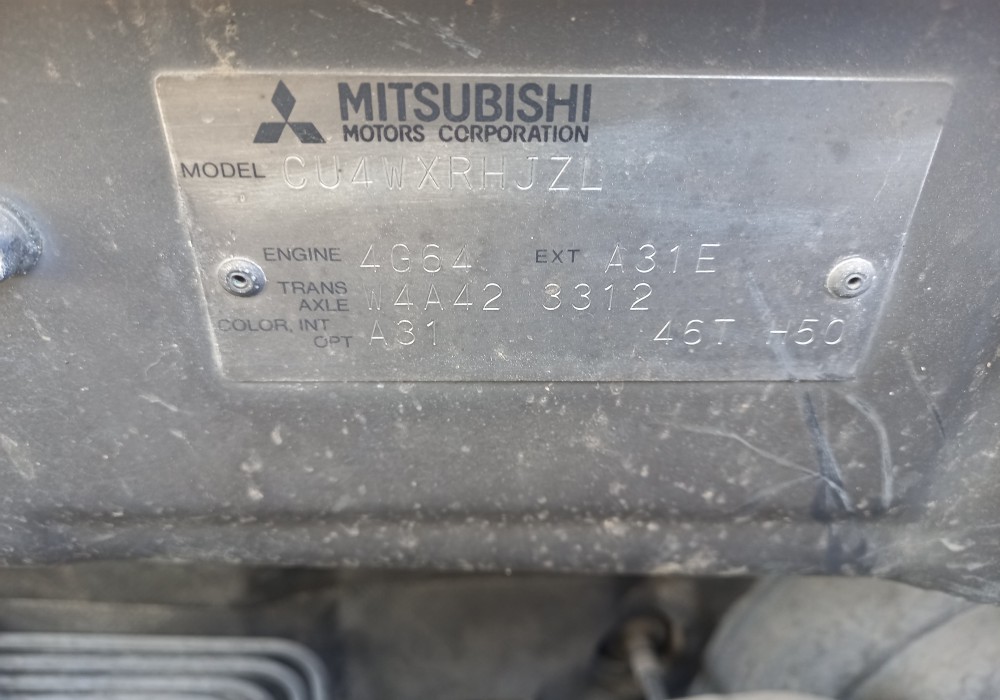 MITSUBISHI
MOTORS CORPORATION
MODEL CU4WXRHJZL
ENGINE 4G64 EXT A31E
TRANS AXLE W4A42 3312
COLOR, INT OPT A31 46T H50